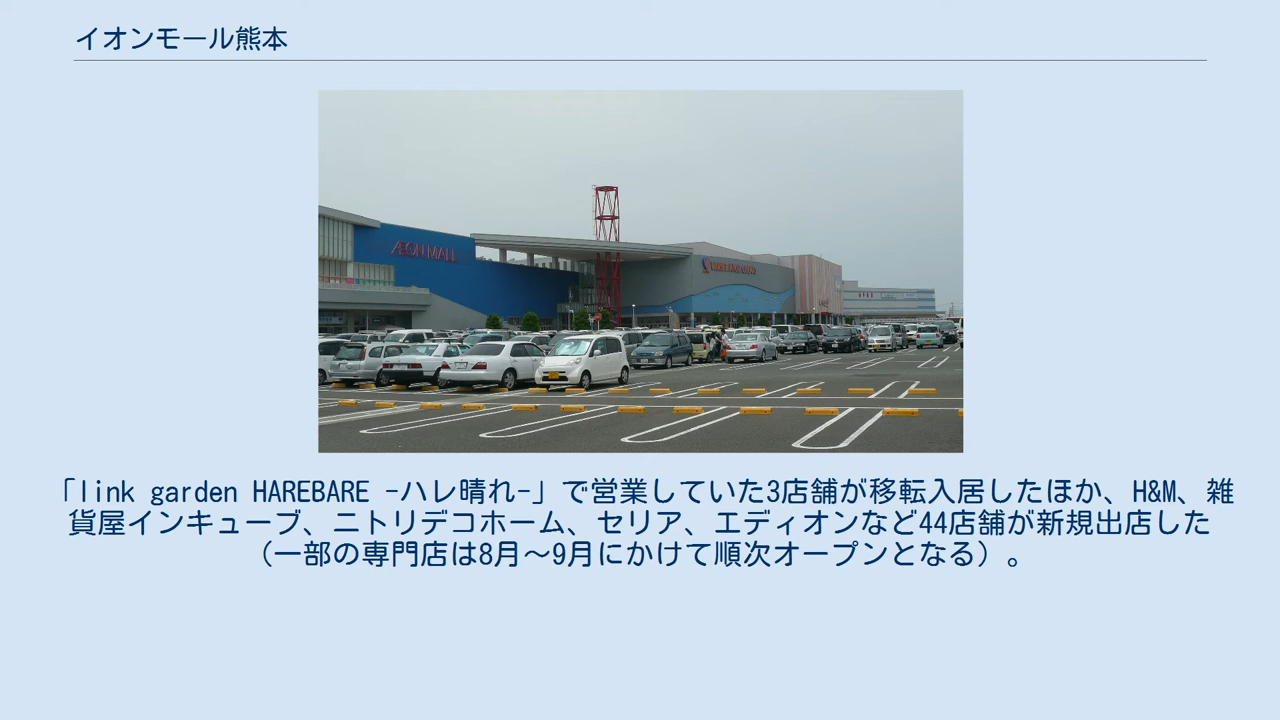 イオンモール熊本
ÆON MALL
「link garden HAREBARE -ハレ晴れ-」で営業していた3店舗が移転入居したほか、H&M、雑
貨屋インキューブ、ニトリデコホーム、セリア、エディオンなど44店舗が新規出店した
（一部の専門店は8月～9月にかけて順次オープンとなる）。